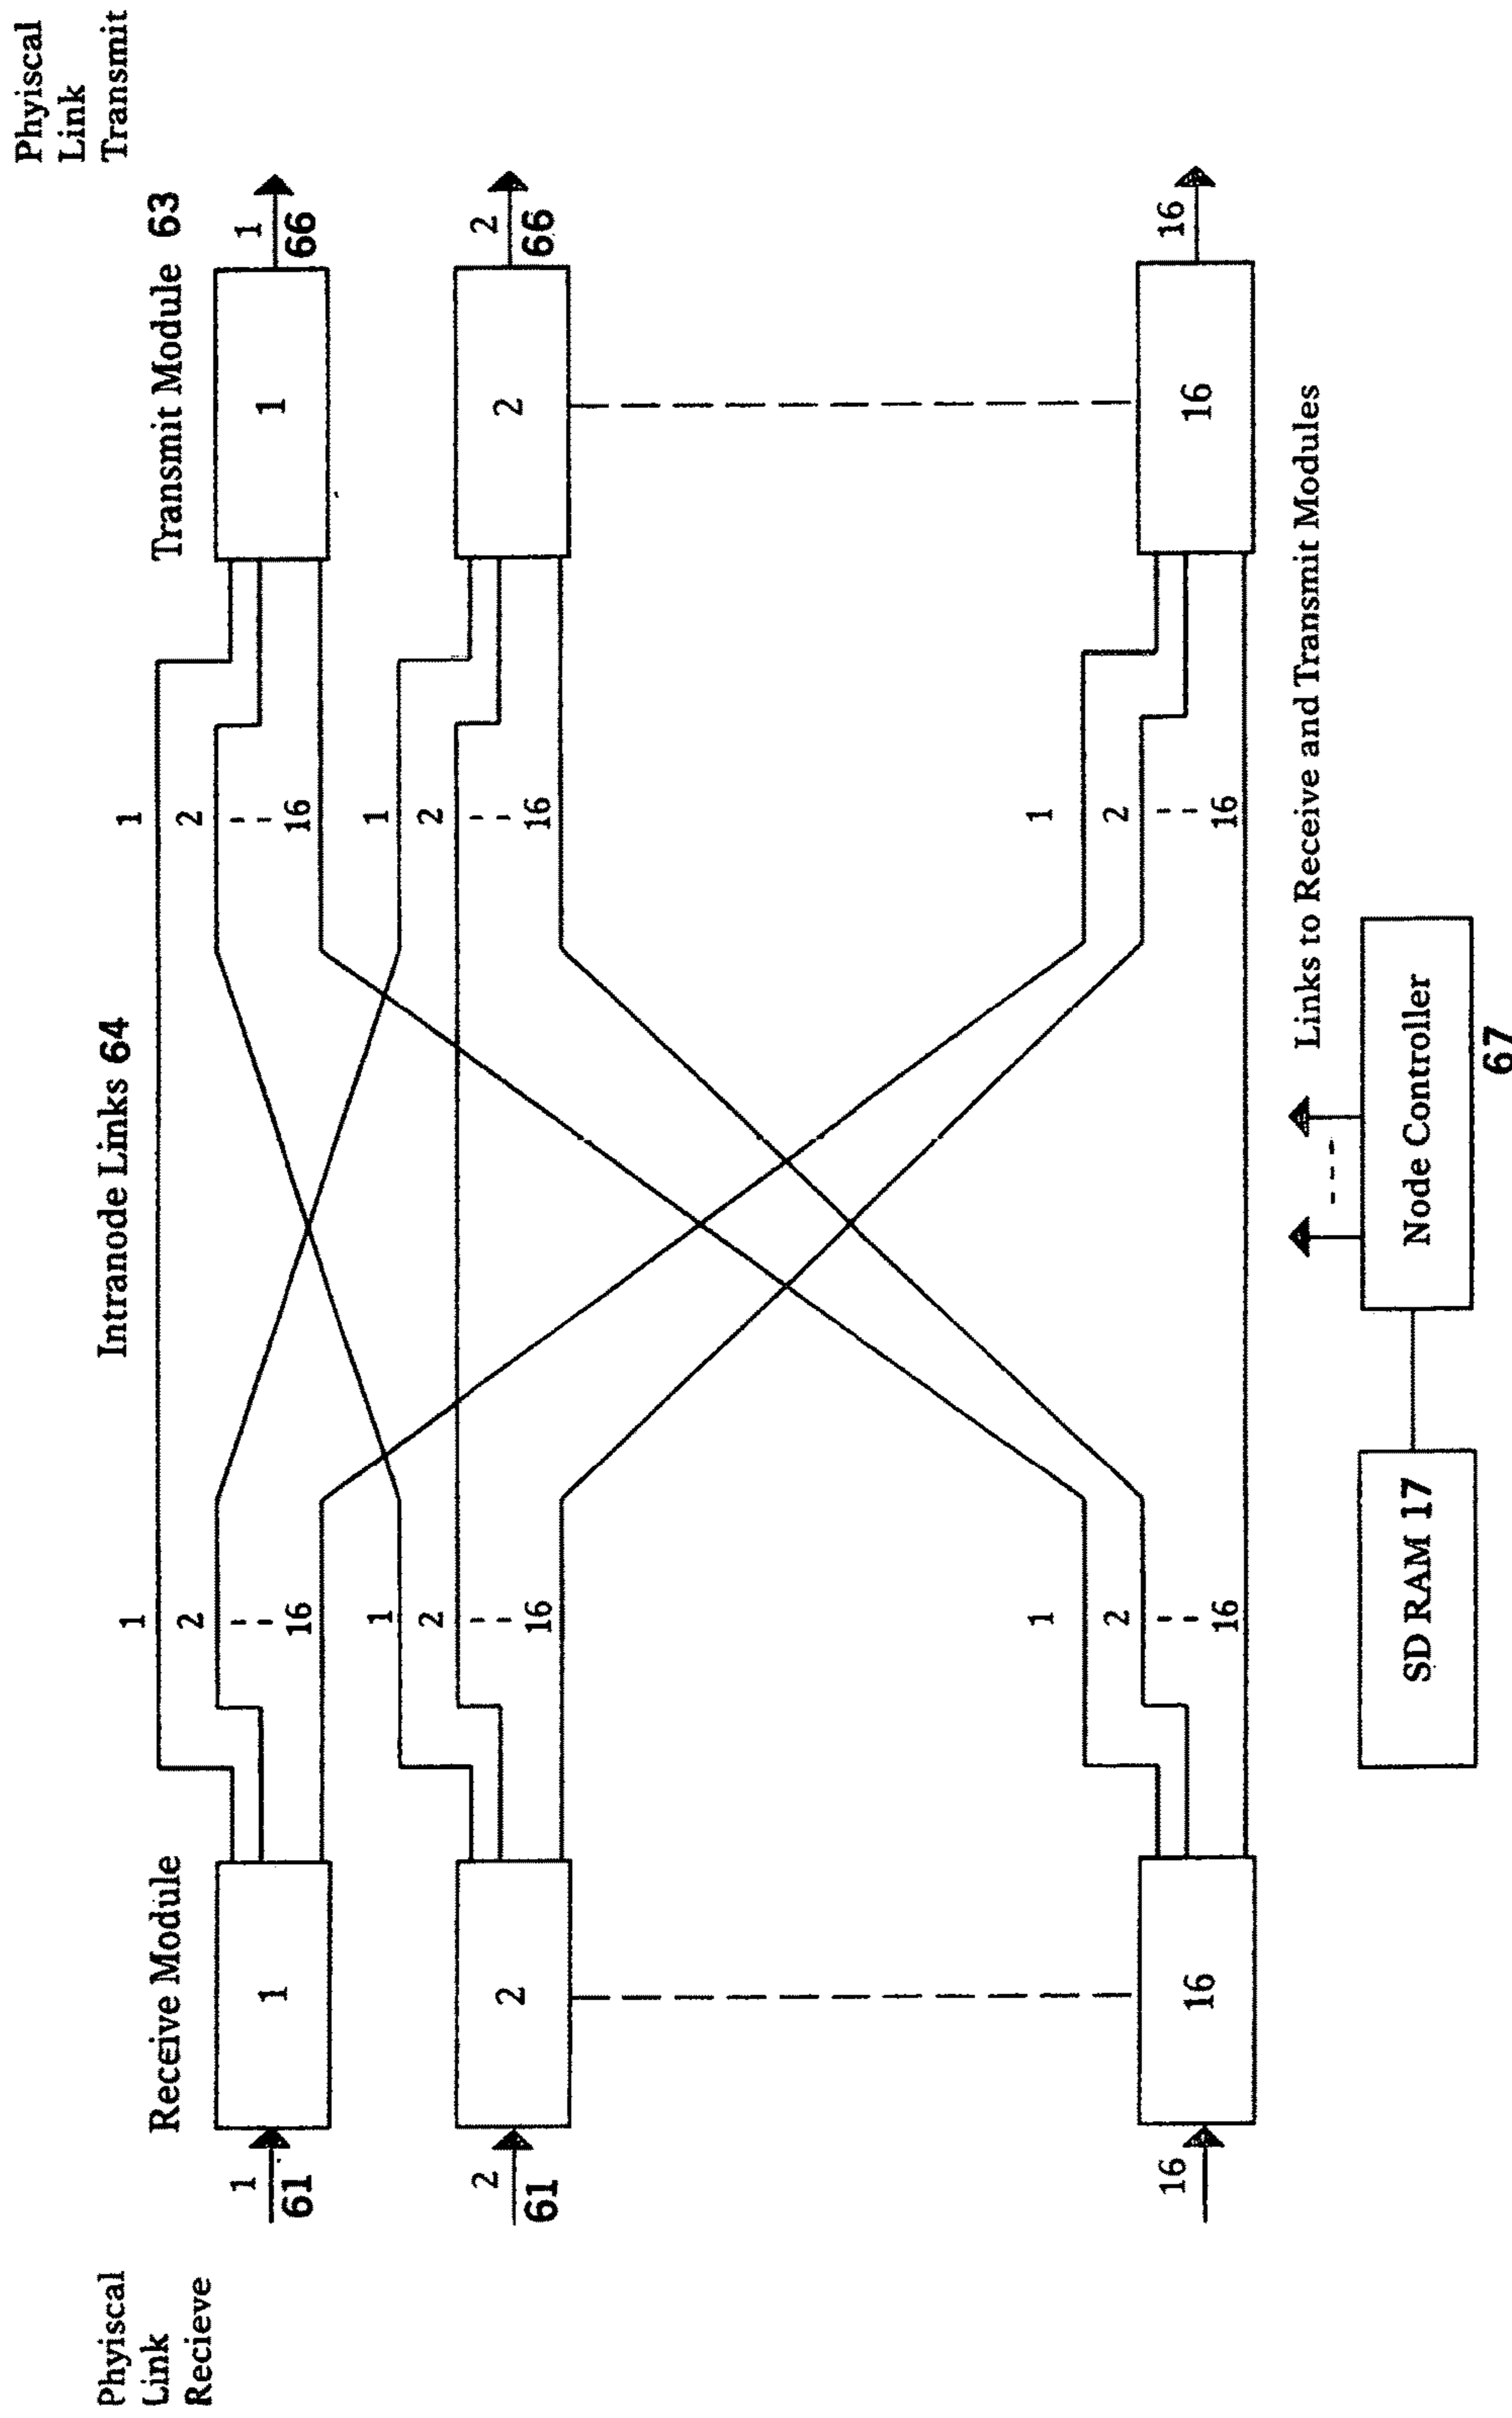 Phyiscal
Link
Transmit
Transmit Module 63
1
66
2
66
16
1
2
16
Intranode Links 64
1
2
16
1
2
16
1
2
16
1
2
16
1
2
16
1
2
16
Receive Module
1
2
16
1
61
2
61
16
Phyiscal
Link
Recieve
Links to Receive and Transmit Modules
Node Controller
67
SD RAM 17